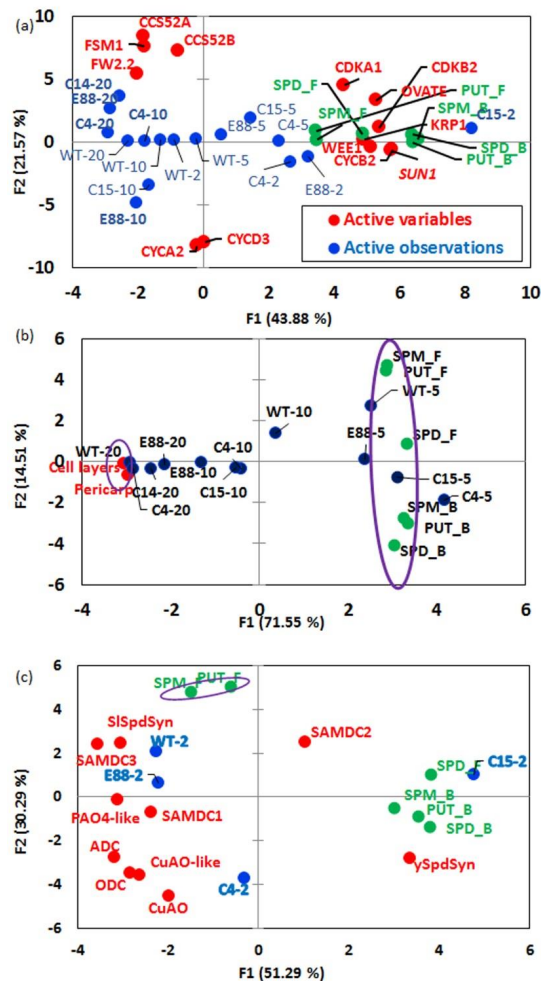 (a)
10
5
0
-5
-10
F2 (21.57 %)
CCS52A
FSM1
CCS52B
FW2.2
C14-20
E88-20
C4-10
C4-20
WT-20
WT-10
WT-2
WT-5
C15-10
E88-10
CYCA2
CYCD3
C15-5
E88-5
C4-5
C4-2
E88-2
CDKA1
CDKB2
OVATE
PUT_F
SPD_F
SPM_F
SPM_B
C15-2
KRP1
WEE1
SPD_B
CYCB2
PUT_B
SUN1
Active variables
Active observations
-4 -2 0 2 4 6 8 10
F1 (43.88 %)
(b)
6
4
2
0
-2
-4
-6
F2 (14.51 %)
SPM_F
PUT_F
WT-5
WT-10
E88-5
SPD_F
WT-20
E88-20
C4-10
Cell layers
E88-10
C15-5
Pericarp
C14-20
C15-10
C4-20
SPM_B
C4-5
PUT_B
SPD_B
-4 -2 0 2 4 6
F1 (71.55 %)
(c)
6
4
2
0
-2
-4
-6
F2 (30.29 %)
SPM_F
PUT_F
SlSpdSyn
WT-2
SAMDC2
SAMDC3
E88-2
SPD_F
C15-2
PAO4-like
SAMDC1
SPM_B
PUT_B
SPD_B
ADC
CuAO-like
ySpdSyn
ODC
C4-2
CuAO
-4 -2 0 2 4 6
F1 (51.29 %)